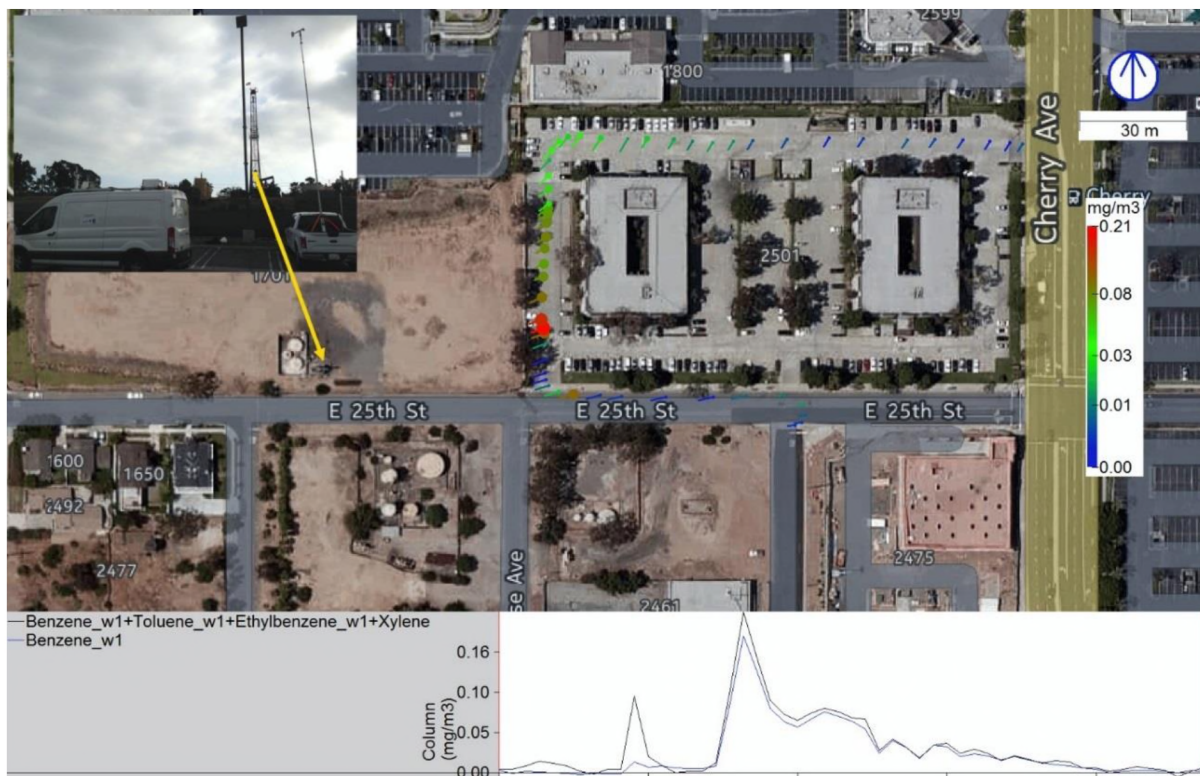 2599
1800
Cherry Ave
30 m
Cherry
mg/m3
0.21
1701
2501
0.08
0.03
E 25th St
E 25th St
E 25th St
0.01
0.00
1600
1650
2492
2477
2475
se Ave
2461
Benzene_w1+Toluene_w1+Ethylbenzene_w1+Xylene
Benzene_w1
Column
(mg/m3)
0.16
0.10
0.05
0.00